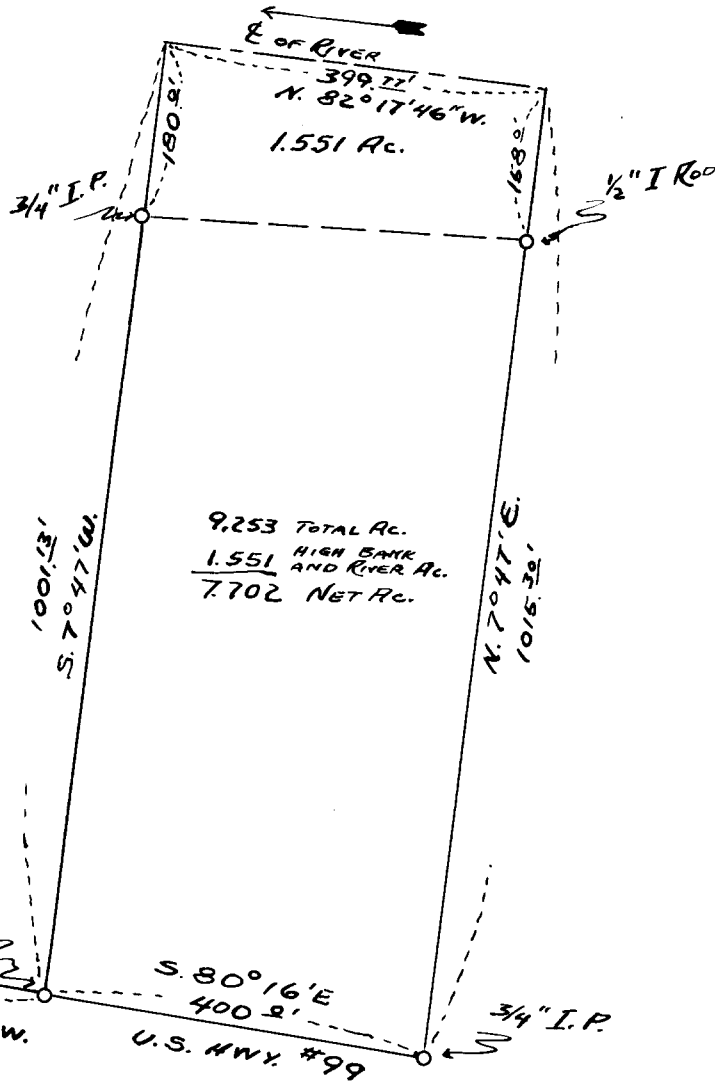 ℄ OF RIVER
399.77'
N. 82° 17' 46" W.
180.0'
1.551 Ac.
168.0'
3/4" I.P.
1/2" I ROD
1001.13'
S. 7° 47' W.
9.253 TOTAL AC.
1.551 HIGH BANK AND RIVER AC.
7.702 NET AC.
N. 7° 47' E.
1015.30'
S. 80° 16' E
400.0'
W.
U.S. HWY. #99
3/4" I.P.